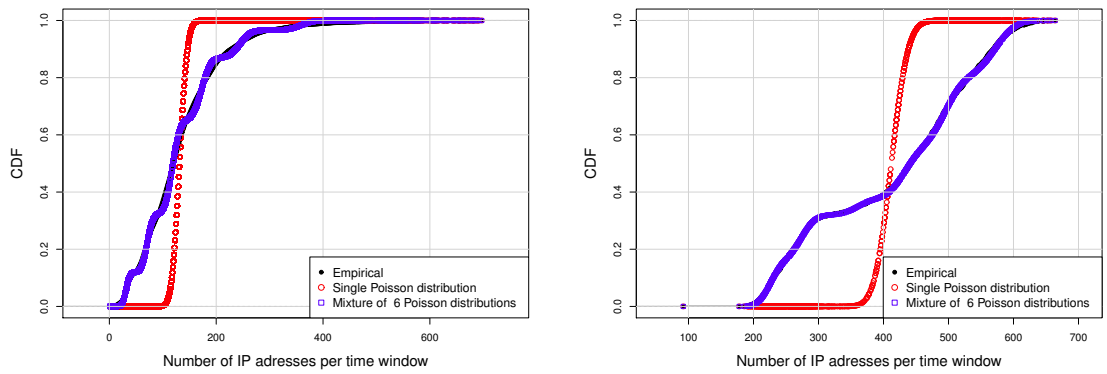 CDF
1.0
0.8
0.6
0.4
0.2
0.0
Empirical
Single Poisson distribution
Mixture of 6 Poisson distributions
0
200
400
600
Number of IP adresses per time window
CDF
1.0
0.8
0.6
0.4
0.2
0.0
Empirical
Single Poisson distribution
Mixture of 6 Poisson distributions
100
200
300
400
500
600
700
Number of IP adresses per time window